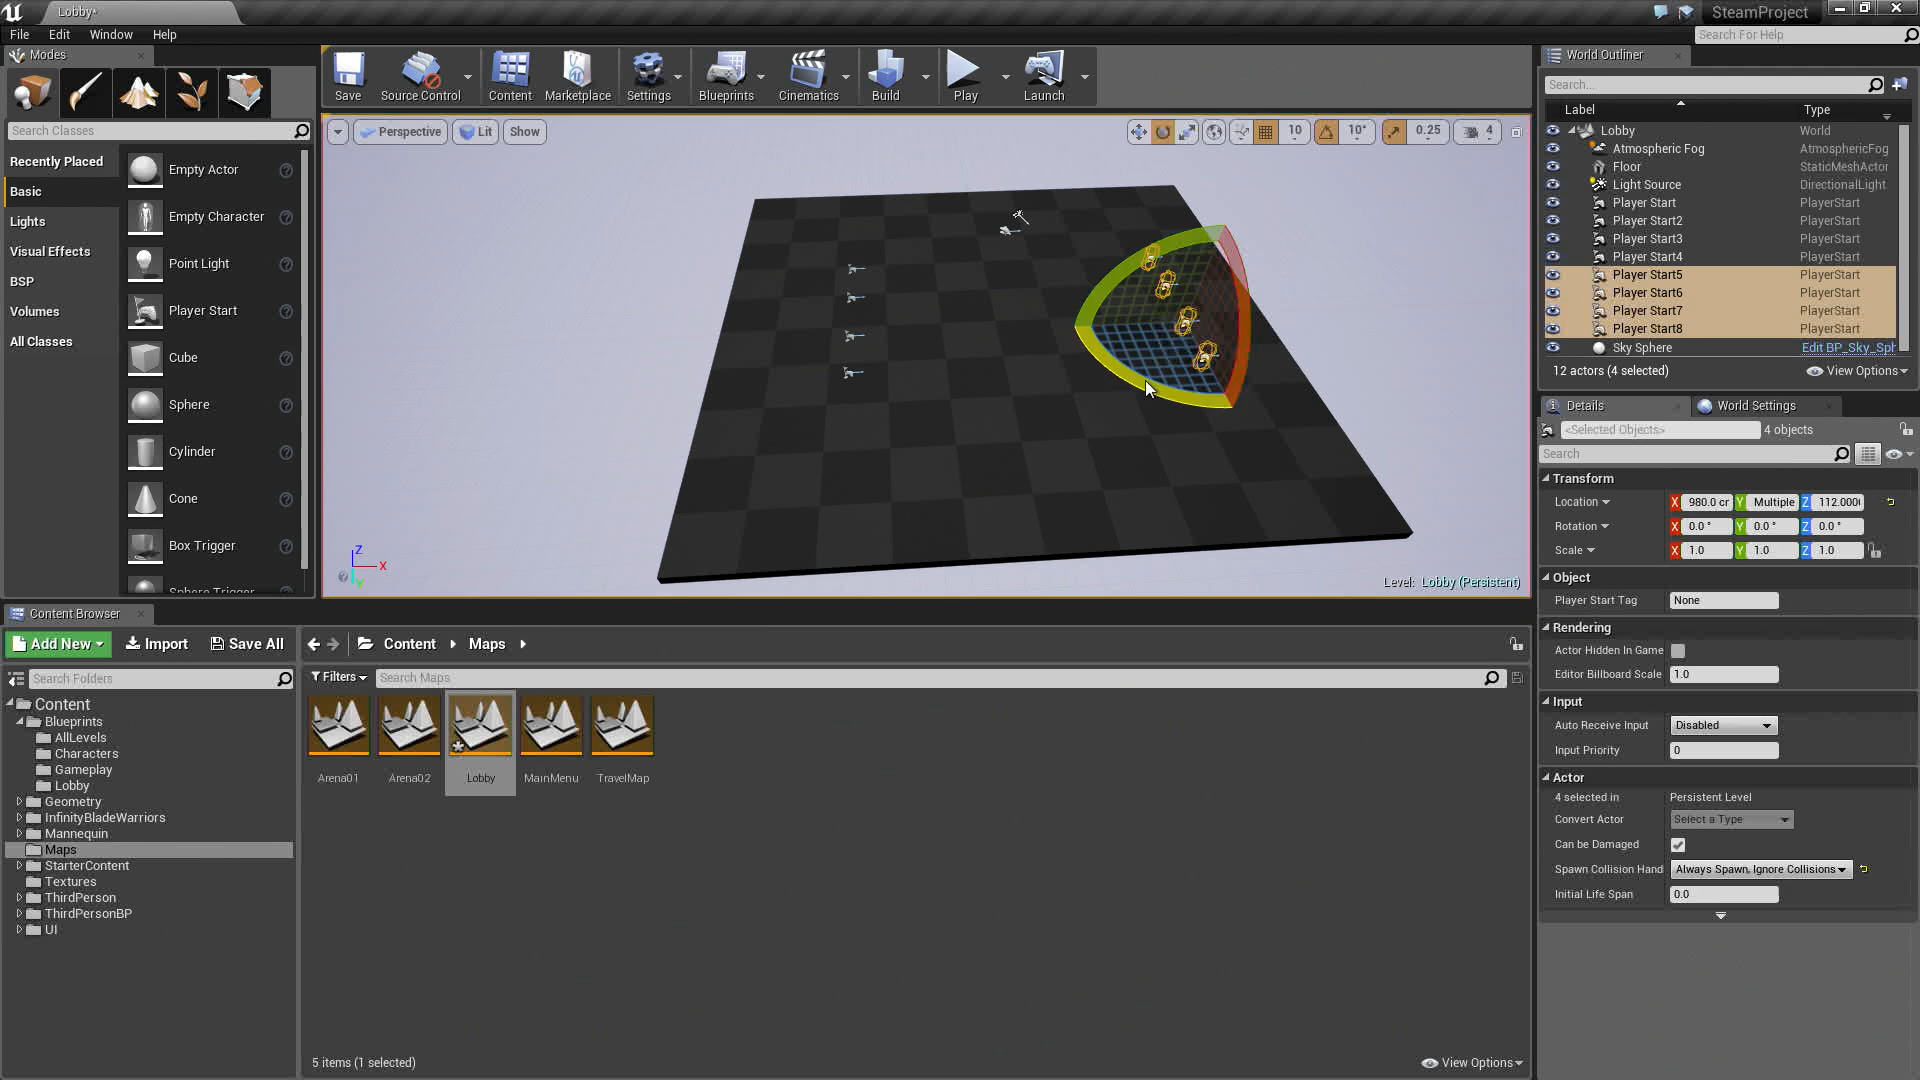 Lobby*
SteamProject
File Edit Window Help
Search For Help
Modes
Search Classes
Recently Placed
Basic
Lights
Visual Effects
BSP
Volumes
All Classes
Empty Actor
Empty Character
Point Light
Player Start
Cube
Sphere
Cylinder
Cone
Box Trigger
Sphere Trigger
Save
Source Control
Content
Marketplace
Settings
Blueprints
Cinematics
Build
Play
Launch
Perspective Lit Show
10 10° 0.25 4
Z
X
Y
Level: Lobby (Persistent)
World Outliner
Search...
Label Type
Lobby World
Atmospheric Fog AtmosphericFog
Floor StaticMeshActor
Light Source DirectionalLight
Player Start PlayerStart
Player Start2 PlayerStart
Player Start3 PlayerStart
Player Start4 PlayerStart
Player Start5 PlayerStart
Player Start6 PlayerStart
Player Start7 PlayerStart
Player Start8 PlayerStart
Sky Sphere Edit BP_Sky_Sph
12 actors (4 selected) View Options
Details World Settings
<Selected Objects> 4 objects
Search
Transform
Location X 980.0 cr Y Multiple Z 112.000
Rotation X 0.0 ° Y 0.0 ° Z 0.0 °
Scale X 1.0 Y 1.0 Z 1.0
Object
Player Start Tag None
Rendering
Actor Hidden In Game
Editor Billboard Scale 1.0
Input
Auto Receive Input Disabled
Input Priority 0
Actor
4 selected in Persistent Level
Convert Actor Select a Type
Can be Damaged
Spawn Collision Hand Always Spawn, Ignore Collisions
Initial Life Span 0.0
Content Browser
Add New Import Save All
Content Maps
Search Folders
Filters Search Maps
Content
Blueprints
AllLevels
Characters
Gameplay
Lobby
Geometry
InfinityBladeWarriors
Mannequin
Maps
StarterContent
Textures
ThirdPerson
ThirdPersonBP
UI
Arena01 Arena02 Lobby MainMenu TravelMap
5 items (1 selected) View Options